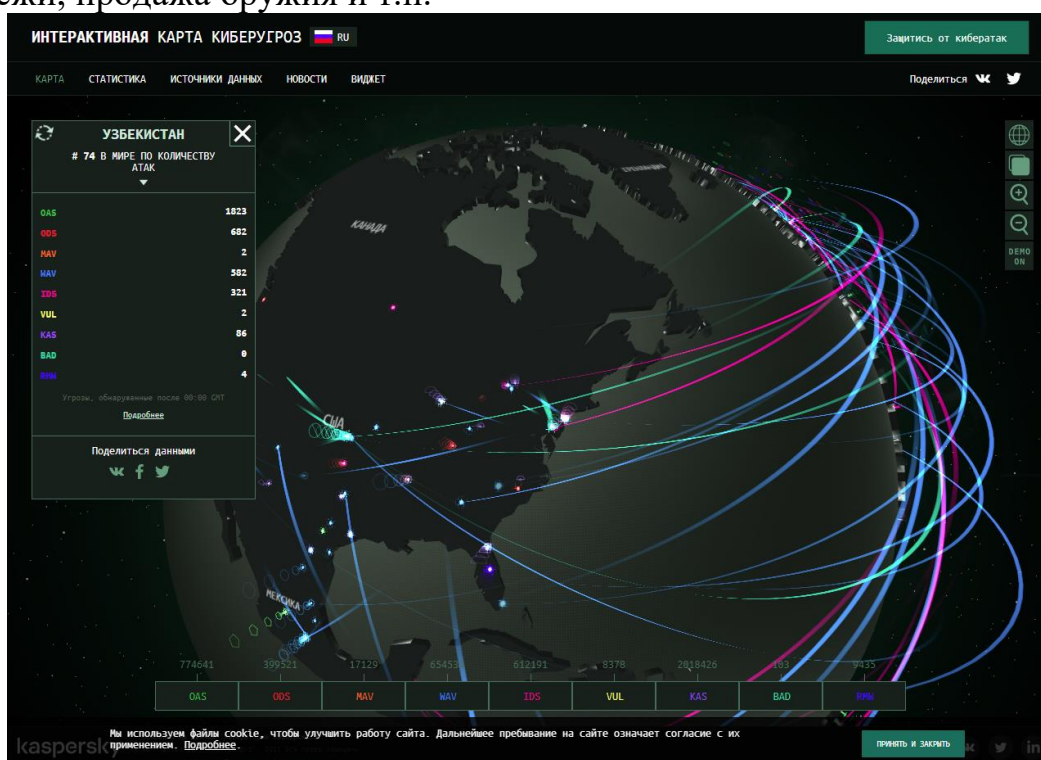 продажа оружия и т.п.
ИНТЕРАКТИВНАЯ КАРТА КИБЕРУГРОЗ RU
Защитись от кибератак
КАРТА СТАТИСТИКА ИСТОЧНИКИ ДАННЫХ НОВОСТИ ВИДЖЕТ
Поделиться
УЗБЕКИСТАН
# 74 В МИРЕ ПО КОЛИЧЕСТВУ
АТАК
OAS 1823
ODS 682
MAV 2
WAV 582
IDS 321
VUL 2
KAS 86
BAD 0
RMW 4
Угрозы, обнаруженные после 00:00 GMT
Подробнее
Поделиться данными
DEMO
ON
КАНАДА
США
МЕКСИКА
774641 399521 17129 65453 612191 8378 2018426 103 9435
OAS ODS MAV WAV IDS VUL KAS BAD RMW
Мы используем файлы cookie, чтобы улучшить работу сайта. Дальнейшее пребывание на сайте означает согласие с их
применением. Подробнее.
ПРИНЯТЬ И ЗАКРЫТЬ
kaspersky